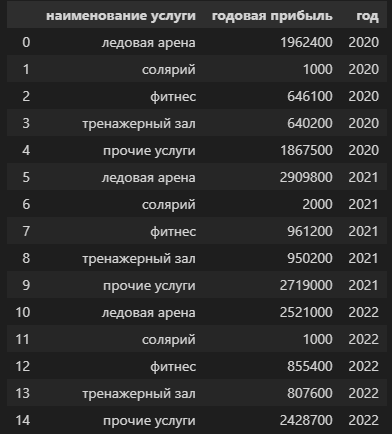 наименование услуги годовая прибыль год
0 ледовая арена 1962400 2020
1 солярий 1000 2020
2 фитнес 646100 2020
3 тренажерный зал 640200 2020
4 прочие услуги 1867500 2020
5 ледовая арена 2909800 2021
6 солярий 2000 2021
7 фитнес 961200 2021
8 тренажерный зал 950200 2021
9 прочие услуги 2719000 2021
10 ледовая арена 2521000 2022
11 солярий 1000 2022
12 фитнес 855400 2022
13 тренажерный зал 807600 2022
14 прочие услуги 2428700 2022